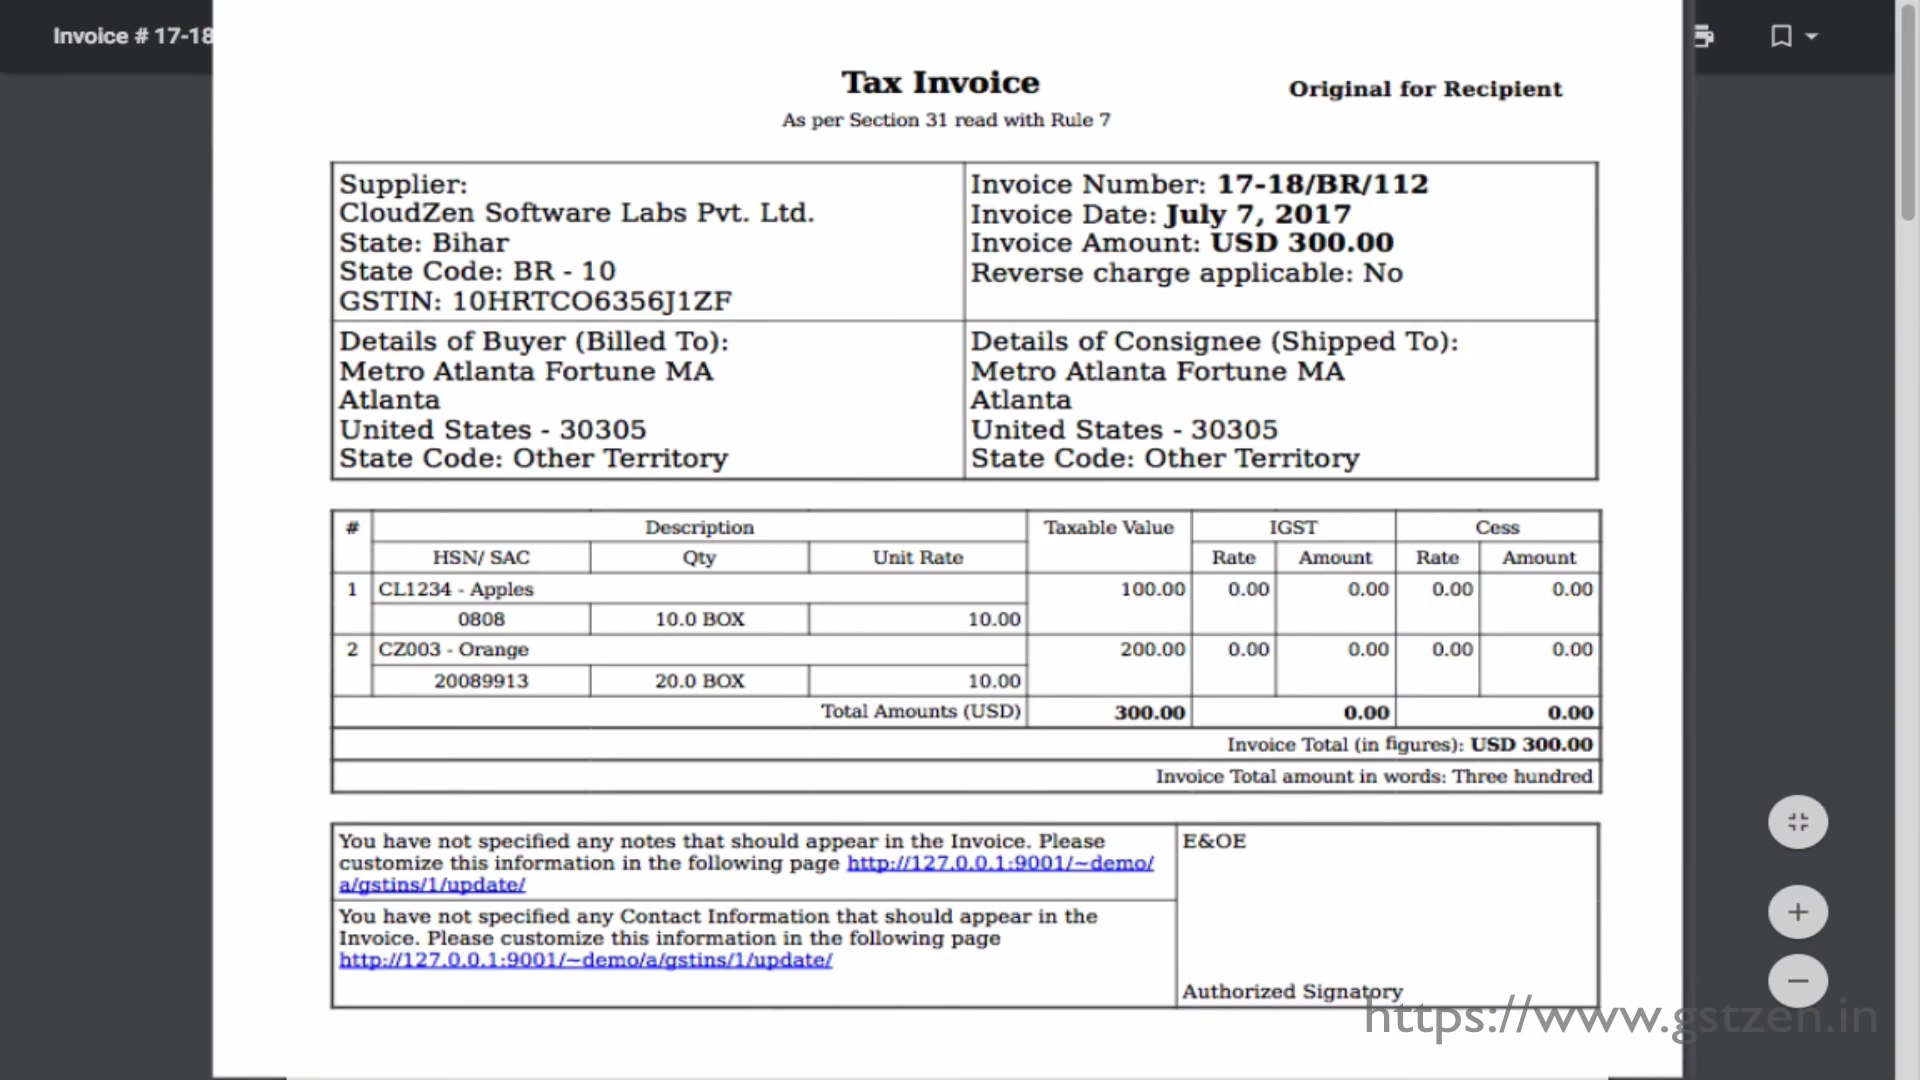 Invoice # 17-18
Tax Invoice
Original for Recipient
As per Section 31 read with Rule 7
Supplier:
CloudZen Software Labs Pvt. Ltd.
State: Bihar
State Code: BR - 10
GSTIN: 10HRTCO6356J1ZF
Invoice Number: 17-18/BR/112
Invoice Date: July 7, 2017
Invoice Amount: USD 300.00
Reverse charge applicable: No
Details of Buyer (Billed To):
Metro Atlanta Fortune MA
Atlanta
United States - 30305
State Code: Other Territory
Details of Consignee (Shipped To):
Metro Atlanta Fortune MA
Atlanta
United States - 30305
State Code: Other Territory
# Description Taxable Value IGST Cess
HSN/ SAC Qty Unit Rate Rate Amount Rate Amount
1 CL1234 - Apples 100.00 0.00 0.00 0.00 0.00
0808 10.0 BOX 10.00
2 CZ003 - Orange 200.00 0.00 0.00 0.00 0.00
20089913 20.0 BOX 10.00
Total Amounts (USD) 300.00 0.00 0.00
Invoice Total (in figures): USD 300.00
Invoice Total amount in words: Three hundred
You have not specified any notes that should appear in the Invoice. Please
customize this information in the following page http://127.0.0.1:9001/~demo/
a/gstins/1/update/
You have not specified any Contact Information that should appear in the
Invoice. Please customize this information in the following page
http://127.0.0.1:9001/~demo/a/gstins/1/update/
E&OE
Authorized Signatory
https://www.gstzen.in